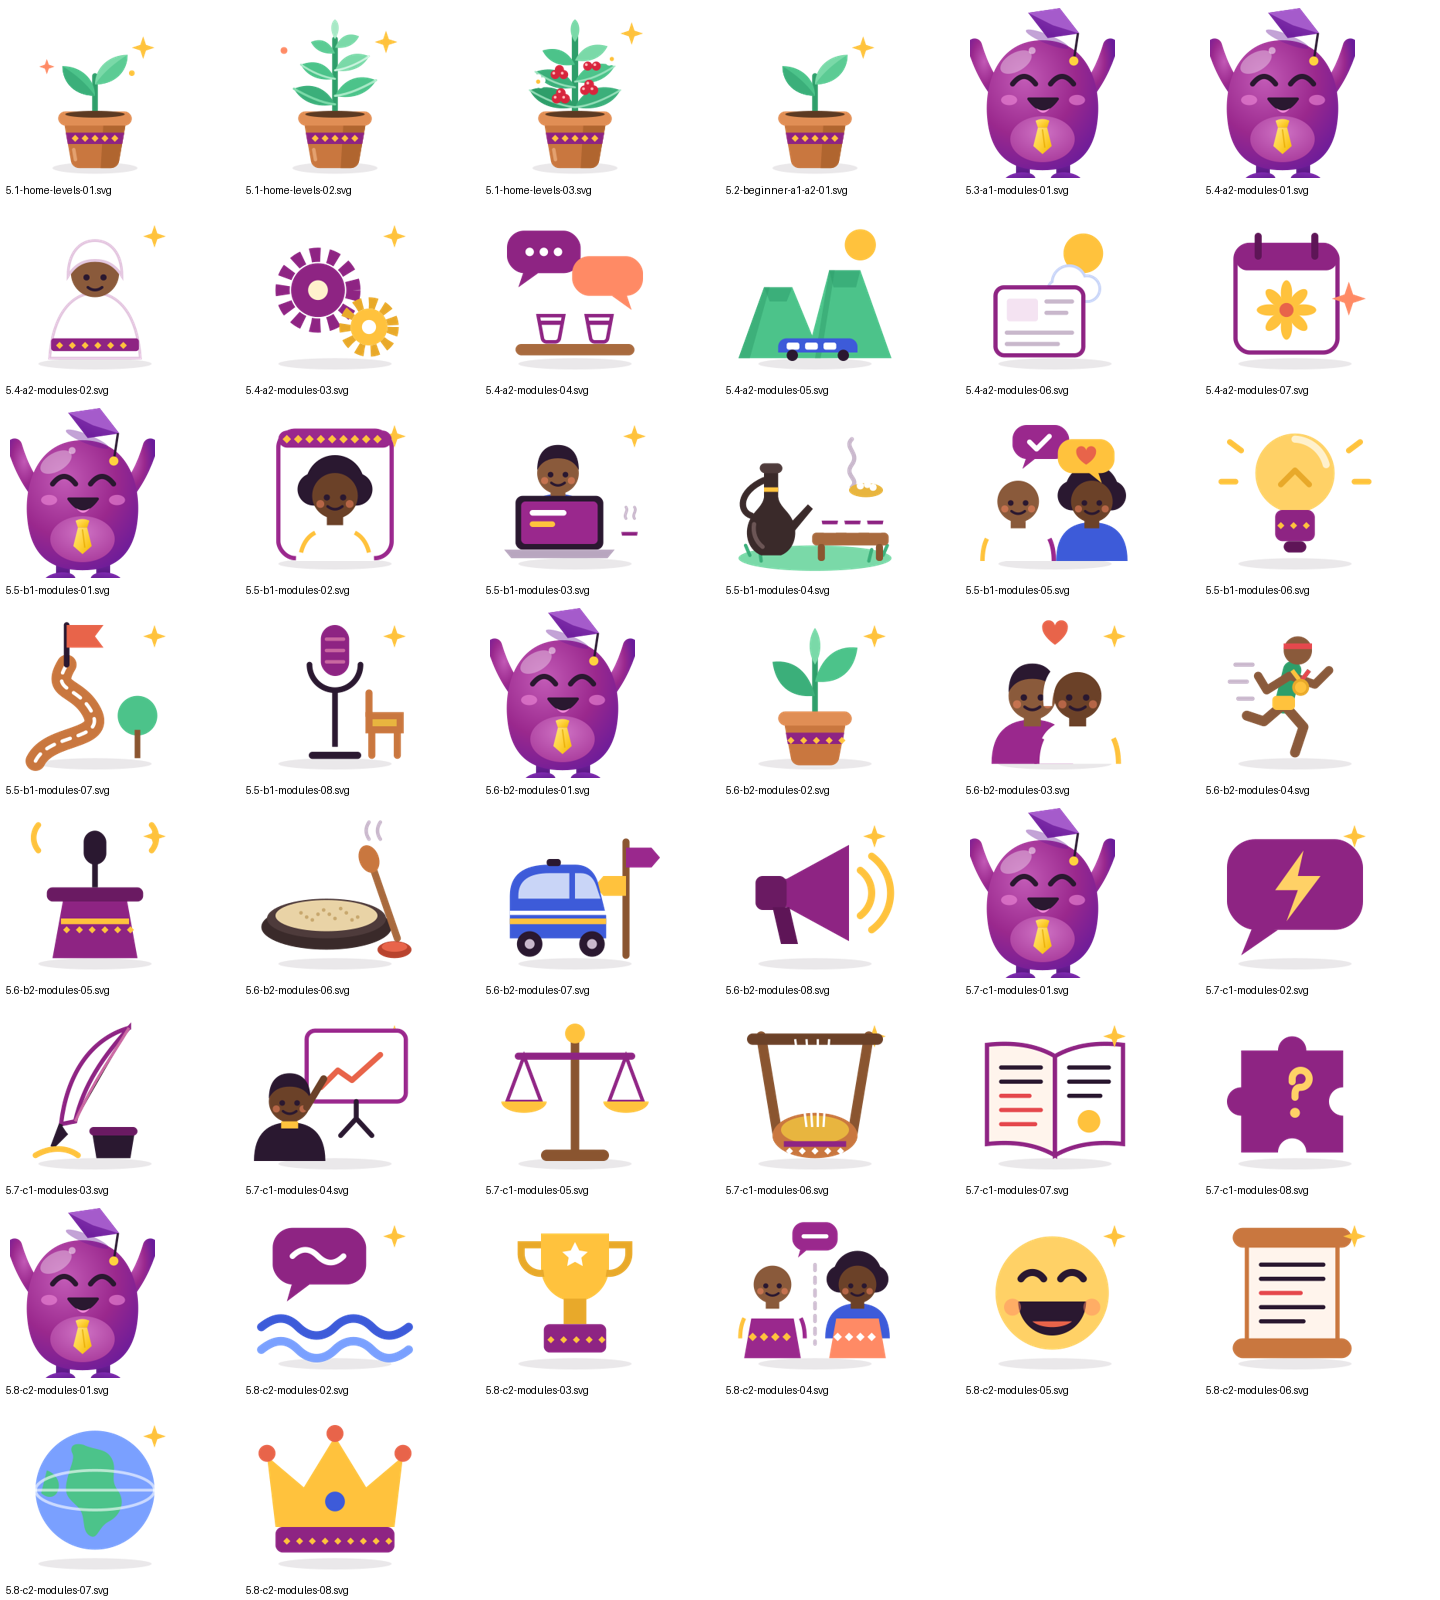 5.1-home-levels-01.svg
5.1-home-levels-02.svg
5.1-home-levels-03.svg
5.2-beginner-a1-a2-01.svg
5.3-a1-modules-01.svg
5.4-a2-modules-01.svg
5.4-a2-modules-02.svg
5.4-a2-modules-03.svg
5.4-a2-modules-04.svg
5.4-a2-modules-05.svg
5.4-a2-modules-06.svg
5.4-a2-modules-07.svg
5.5-b1-modules-01.svg
5.5-b1-modules-02.svg
5.5-b1-modules-03.svg
5.5-b1-modules-04.svg
5.5-b1-modules-05.svg
5.5-b1-modules-06.svg
5.5-b1-modules-07.svg
5.5-b1-modules-08.svg
5.6-b2-modules-01.svg
5.6-b2-modules-02.svg
5.6-b2-modules-03.svg
5.6-b2-modules-04.svg
5.6-b2-modules-05.svg
5.6-b2-modules-06.svg
5.6-b2-modules-07.svg
5.6-b2-modules-08.svg
5.7-c1-modules-01.svg
5.7-c1-modules-02.svg
5.7-c1-modules-03.svg
5.7-c1-modules-04.svg
5.7-c1-modules-05.svg
5.7-c1-modules-06.svg
5.7-c1-modules-07.svg
?
5.7-c1-modules-08.svg
5.8-c2-modules-01.svg
5.8-c2-modules-02.svg
5.8-c2-modules-03.svg
5.8-c2-modules-04.svg
5.8-c2-modules-05.svg
5.8-c2-modules-06.svg
5.8-c2-modules-07.svg
5.8-c2-modules-08.svg